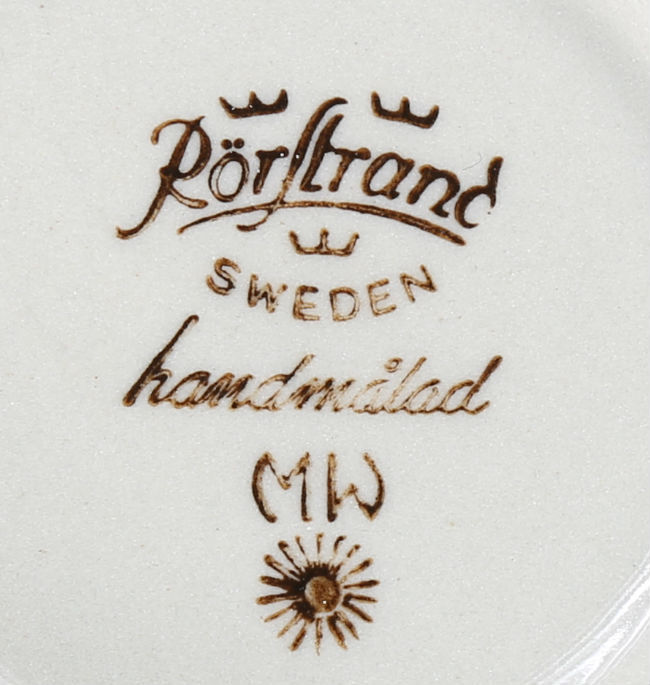 Rörstrand
SWEDEN
handmålad
MW